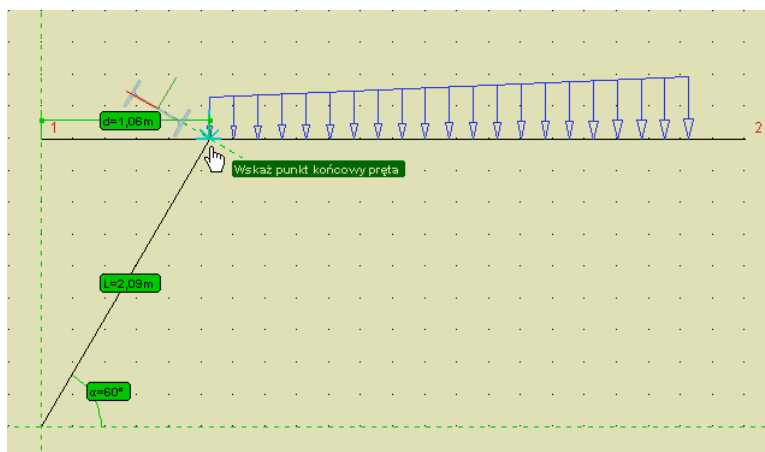 1
d=1,06m
2
Wskaż punkt końcowy pręta
L=2,09m
α=60°